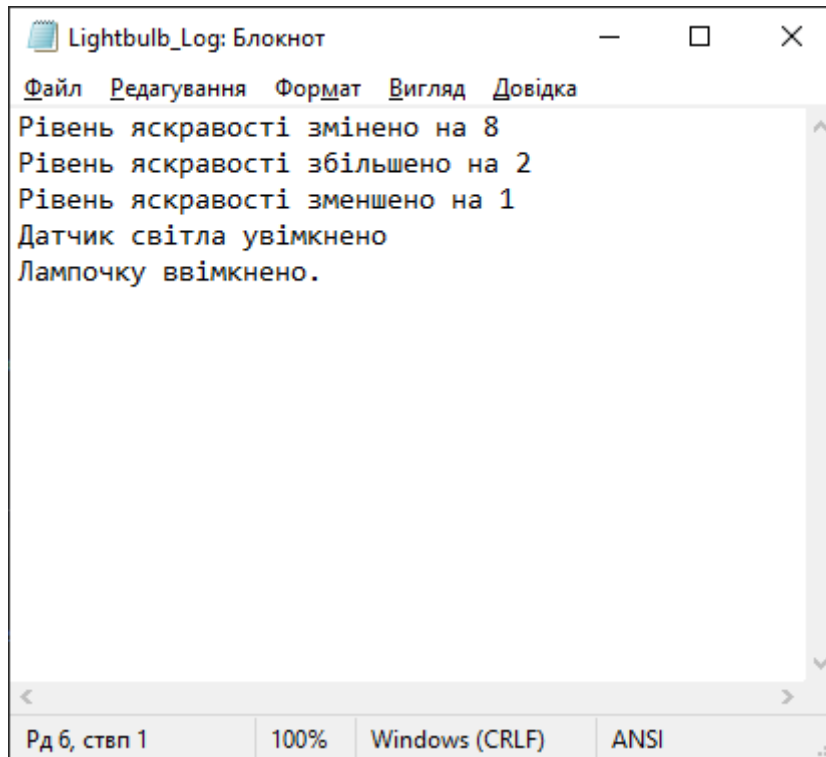 Lightbulb_Log: Блокнот
Файл Редагування Формат Вигляд Довідка
Рівень яскравості змінено на 8
Рівень яскравості збільшено на 2
Рівень яскравості зменшено на 1
Датчик світла увімкнено
Лампочку ввімкнено.
Рд 6, ствп 1 100% Windows (CRLF) ANSI